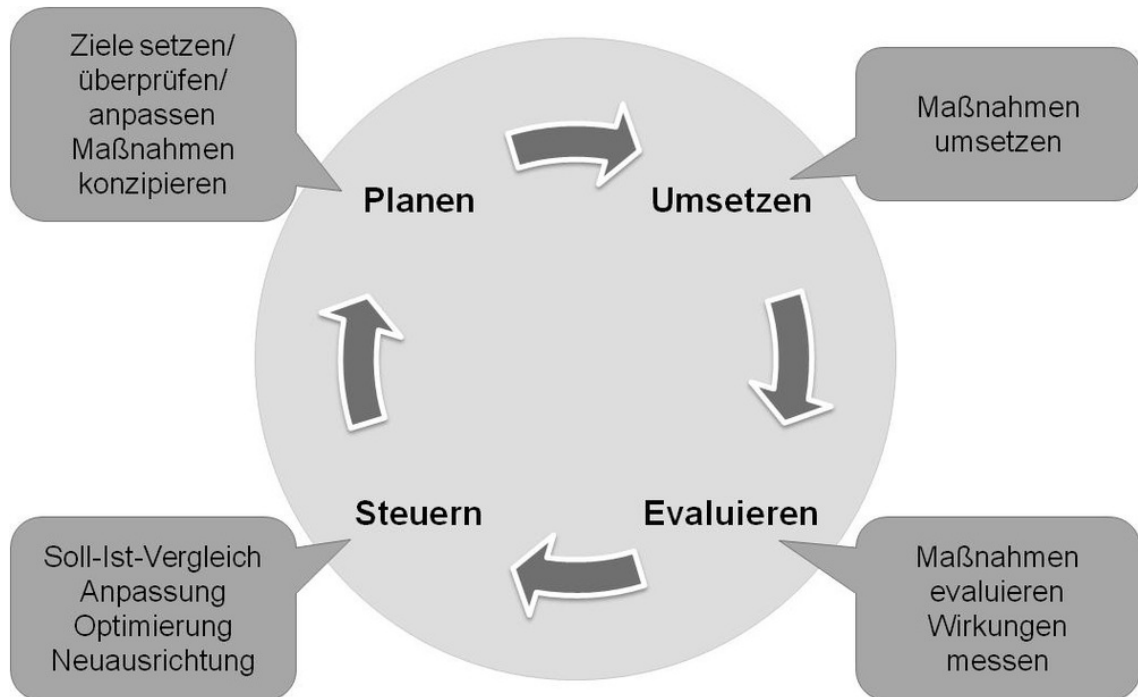 Ziele setzen/
überprüfen/
anpassen
Maßnahmen
konzipieren
Maßnahmen
umsetzen
Planen
Umsetzen
Steuern
Evaluieren
Soll-Ist-Vergleich
Anpassung
Optimierung
Neuausrichtung
Maßnahmen
evaluieren
Wirkungen
messen